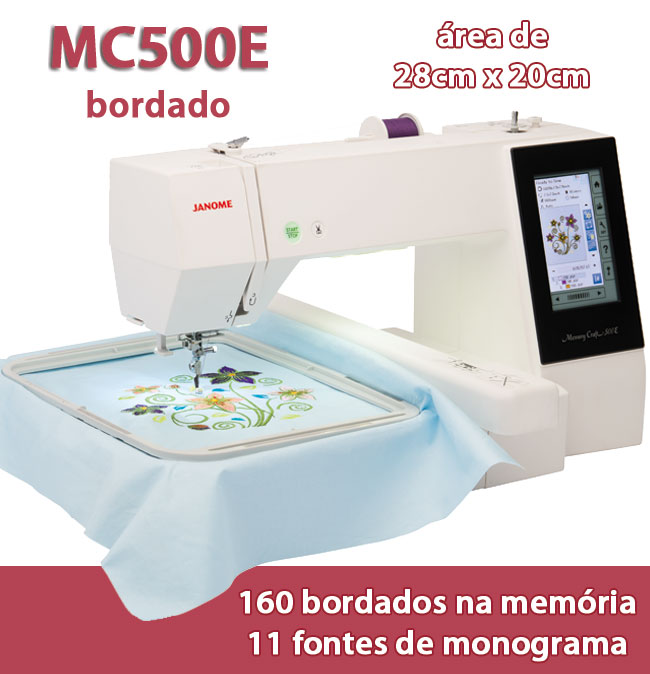 MC500E
bordado
área de
28cm x 20cm
JANOME
START
STOP
Memory Craft 500E
160 bordados na memória
11 fontes de monograma